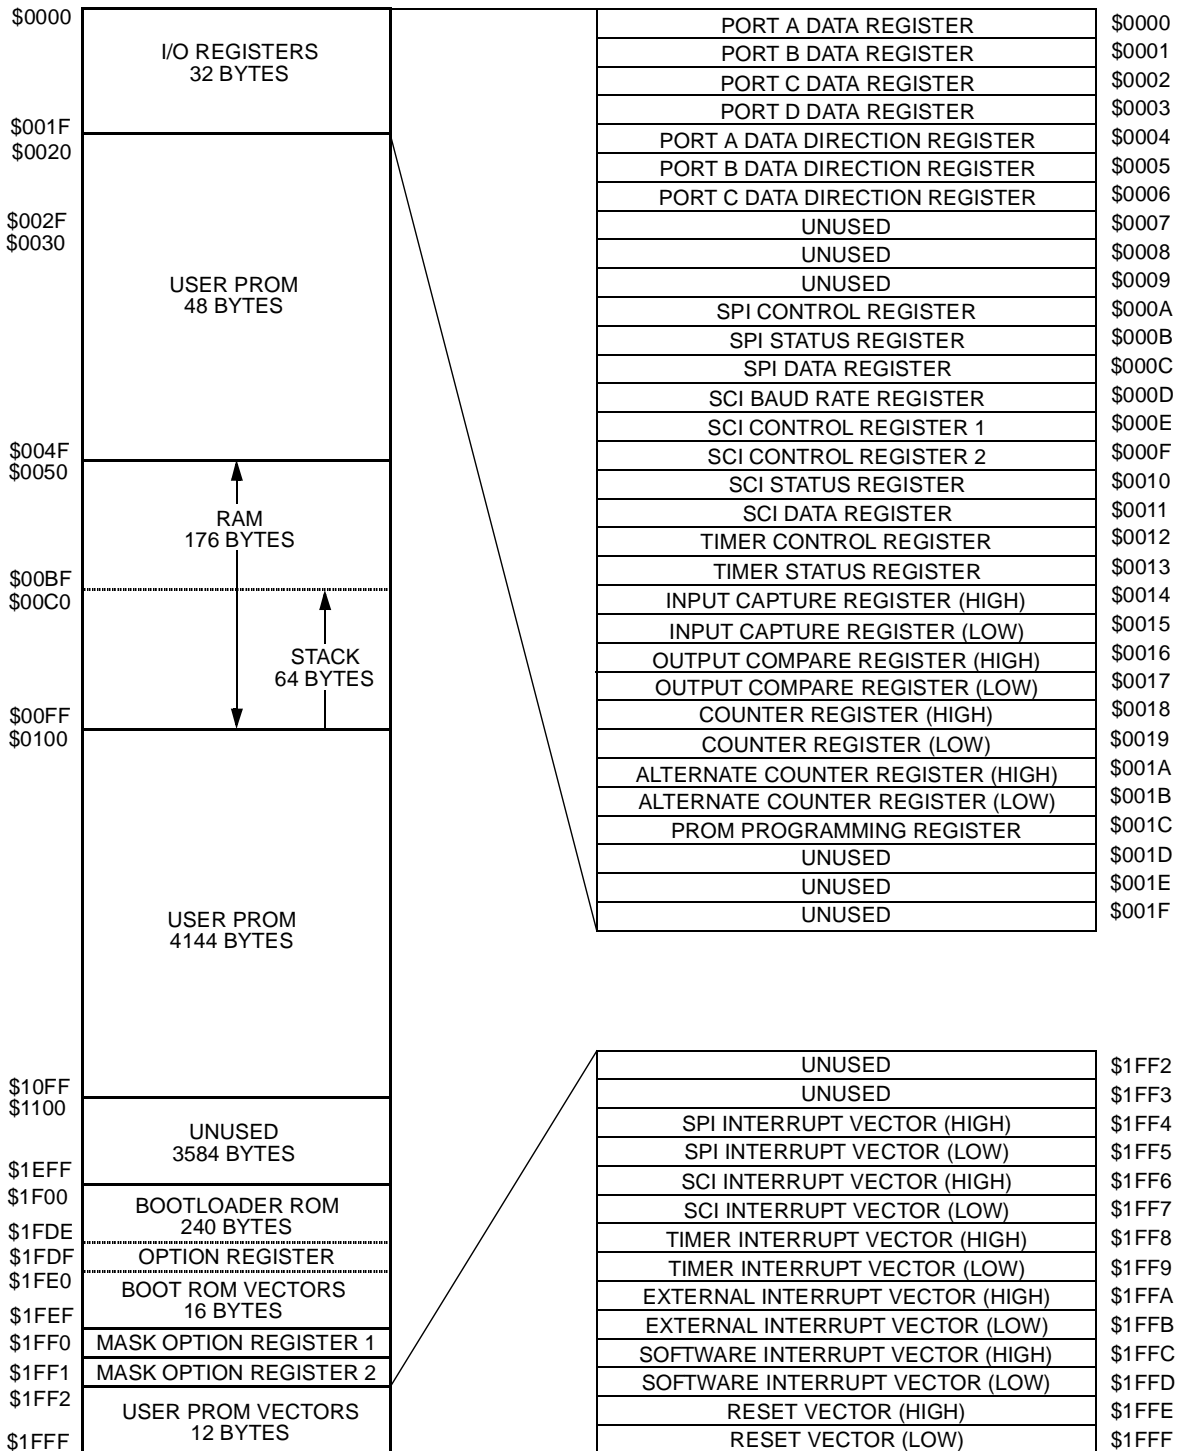 $0000
I/O REGISTERS
32 BYTES
$001F
$0020
$002F
$0030
USER PROM
48 BYTES
$004F
$0050
RAM
176 BYTES
$00BF
$00C0
STACK
64 BYTES
$00FF
$0100
USER PROM
4144 BYTES
$10FF
$1100
UNUSED
3584 BYTES
$1EFF
$1F00
BOOTLOADER ROM
240 BYTES
$1FDE
$1FDF OPTION REGISTER
$1FE0
BOOT ROM VECTORS
16 BYTES
$1FEF
$1FF0 MASK OPTION REGISTER 1
$1FF1 MASK OPTION REGISTER 2
$1FF2
USER PROM VECTORS
12 BYTES
$1FFF
PORT A DATA REGISTER $0000
PORT B DATA REGISTER $0001
PORT C DATA REGISTER $0002
PORT D DATA REGISTER $0003
PORT A DATA DIRECTION REGISTER $0004
PORT B DATA DIRECTION REGISTER $0005
PORT C DATA DIRECTION REGISTER $0006
UNUSED $0007
UNUSED $0008
UNUSED $0009
SPI CONTROL REGISTER $000A
SPI STATUS REGISTER $000B
SPI DATA REGISTER $000C
SCI BAUD RATE REGISTER $000D
SCI CONTROL REGISTER 1 $000E
SCI CONTROL REGISTER 2 $000F
SCI STATUS REGISTER $0010
SCI DATA REGISTER $0011
TIMER CONTROL REGISTER $0012
TIMER STATUS REGISTER $0013
INPUT CAPTURE REGISTER (HIGH) $0014
INPUT CAPTURE REGISTER (LOW) $0015
OUTPUT COMPARE REGISTER (HIGH) $0016
OUTPUT COMPARE REGISTER (LOW) $0017
COUNTER REGISTER (HIGH) $0018
COUNTER REGISTER (LOW) $0019
ALTERNATE COUNTER REGISTER (HIGH) $001A
ALTERNATE COUNTER REGISTER (LOW) $001B
PROM PROGRAMMING REGISTER $001C
UNUSED $001D
UNUSED $001E
UNUSED $001F
UNUSED $1FF2
UNUSED $1FF3
SPI INTERRUPT VECTOR (HIGH) $1FF4
SPI INTERRUPT VECTOR (LOW) $1FF5
SCI INTERRUPT VECTOR (HIGH) $1FF6
SCI INTERRUPT VECTOR (LOW) $1FF7
TIMER INTERRUPT VECTOR (HIGH) $1FF8
TIMER INTERRUPT VECTOR (LOW) $1FF9
EXTERNAL INTERRUPT VECTOR (HIGH) $1FFA
EXTERNAL INTERRUPT VECTOR (LOW) $1FFB
SOFTWARE INTERRUPT VECTOR (HIGH) $1FFC
SOFTWARE INTERRUPT VECTOR (LOW) $1FFD
RESET VECTOR (HIGH) $1FFE
RESET VECTOR (LOW) $1FFF